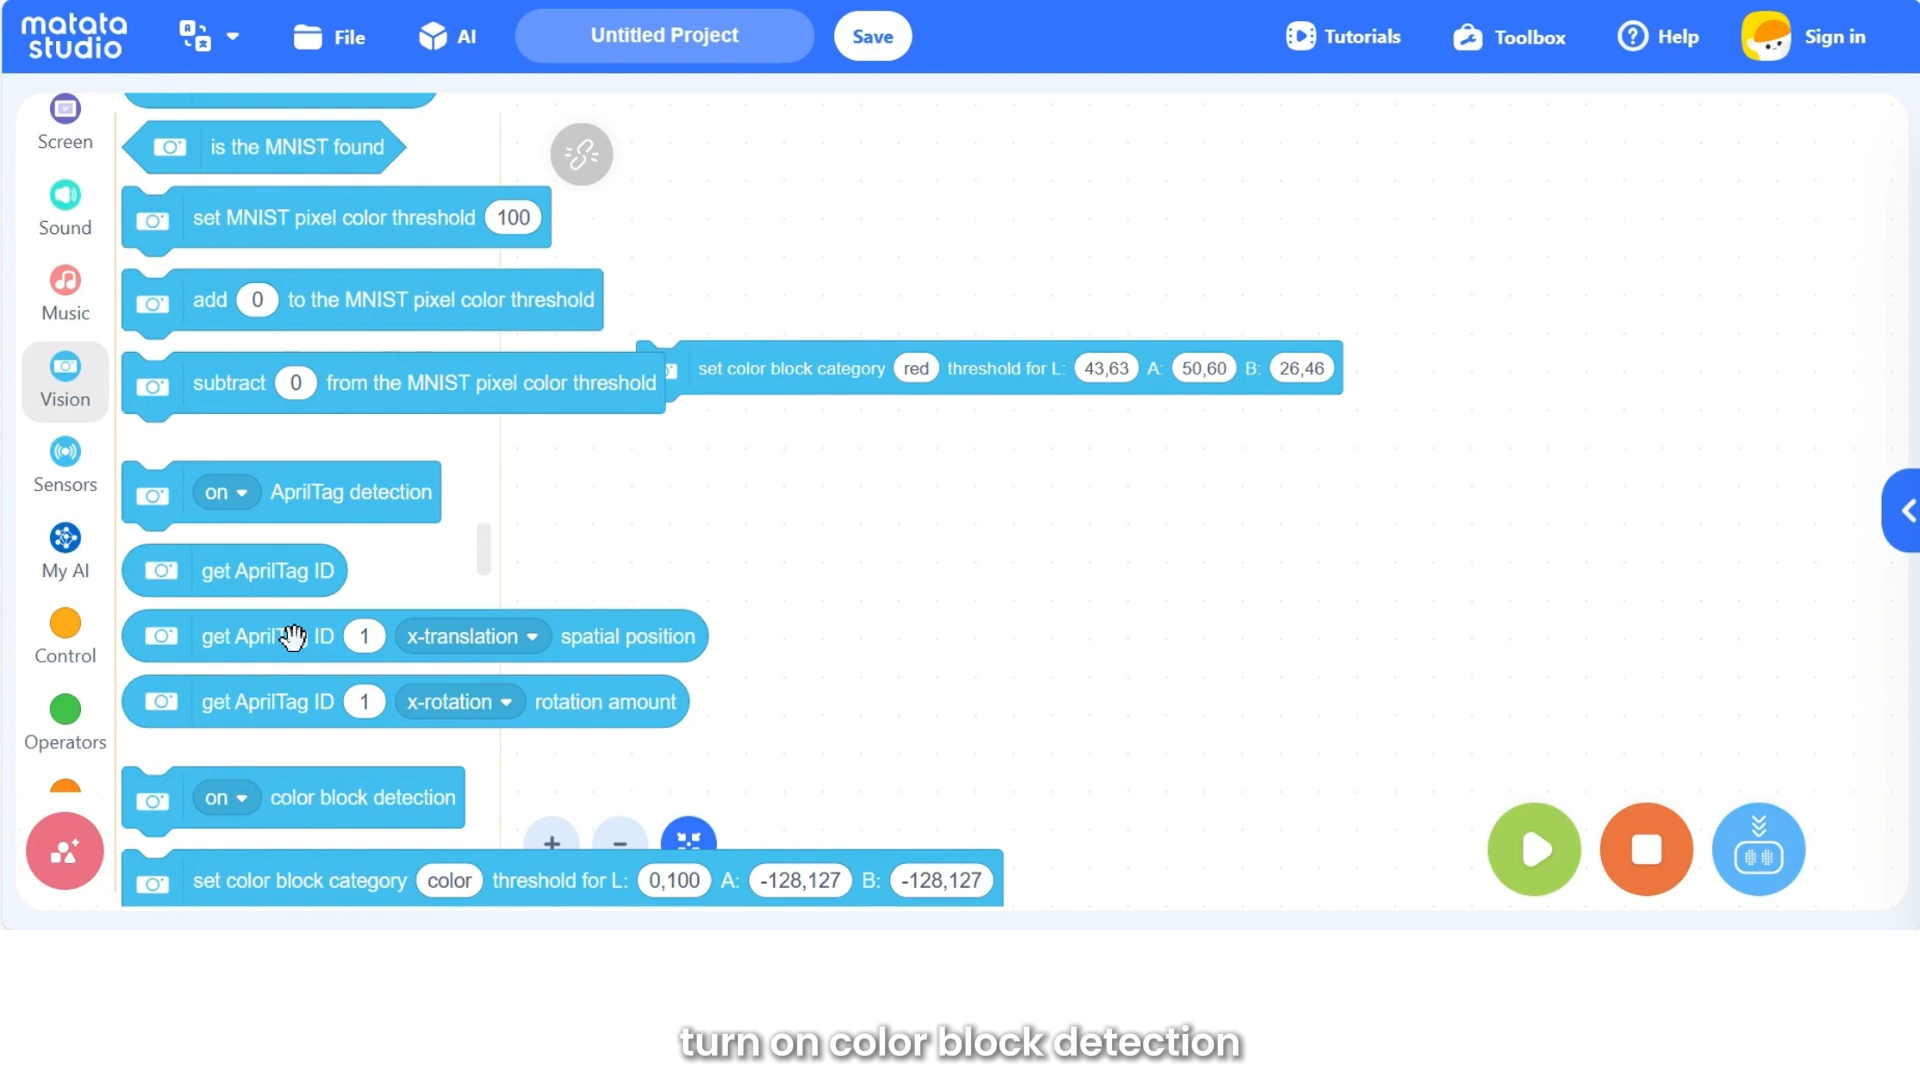 matata studio
File
AI
Untitled Project
Save
Tutorials
Toolbox
Help
Sign in
Screen
Sound
Music
Vision
Sensors
My AI
Control
Operators
is the MNIST found
set MNIST pixel color threshold 100
add 0 to the MNIST pixel color threshold
subtract 0 from the MNIST pixel color threshold
set color block category red threshold for L: 43,63 A: 50,60 B: 26,46
on AprilTag detection
get AprilTag ID
get AprilTag ID 1 x-translation spatial position
get AprilTag ID 1 x-rotation rotation amount
on color block detection
set color block category color threshold for L: 0,100 A: -128,127 B: -128,127
turn on color block detection